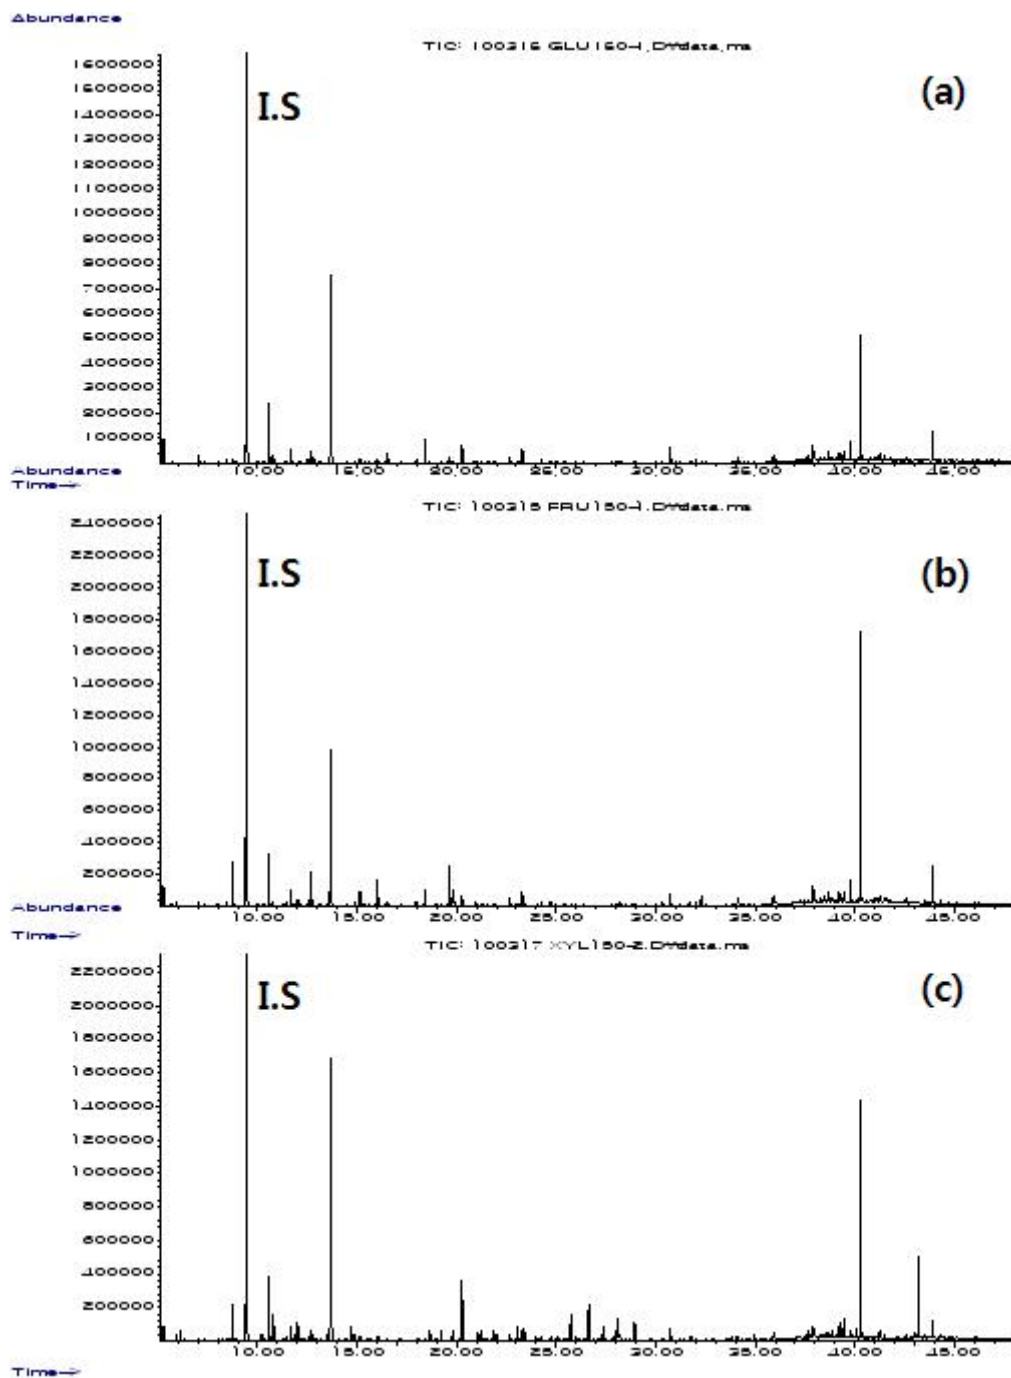 Abundance
TIC: 100316 GLU150-1.D\data.ms
1600000
I.S
(a)
1500000
1400000
1300000
1200000
1100000
1000000
900000
800000
700000
600000
500000
400000
300000
200000
100000
10.00 15.00 20.00 25.00 30.00 35.00 40.00 45.00
Abundance
Time-->
TIC: 100315 FRU150-1.D\data.ms
2400000
2200000
I.S
(b)
2000000
1800000
1600000
1400000
1200000
1000000
800000
600000
400000
200000
10.00 15.00 20.00 25.00 30.00 35.00 40.00 45.00
Abundance
Time-->
TIC: 100317 XYL150-2.D\data.ms
2200000
I.S
(c)
2000000
1800000
1600000
1400000
1200000
1000000
800000
600000
400000
200000
10.00 15.00 20.00 25.00 30.00 35.00 40.00 45.00
Time-->